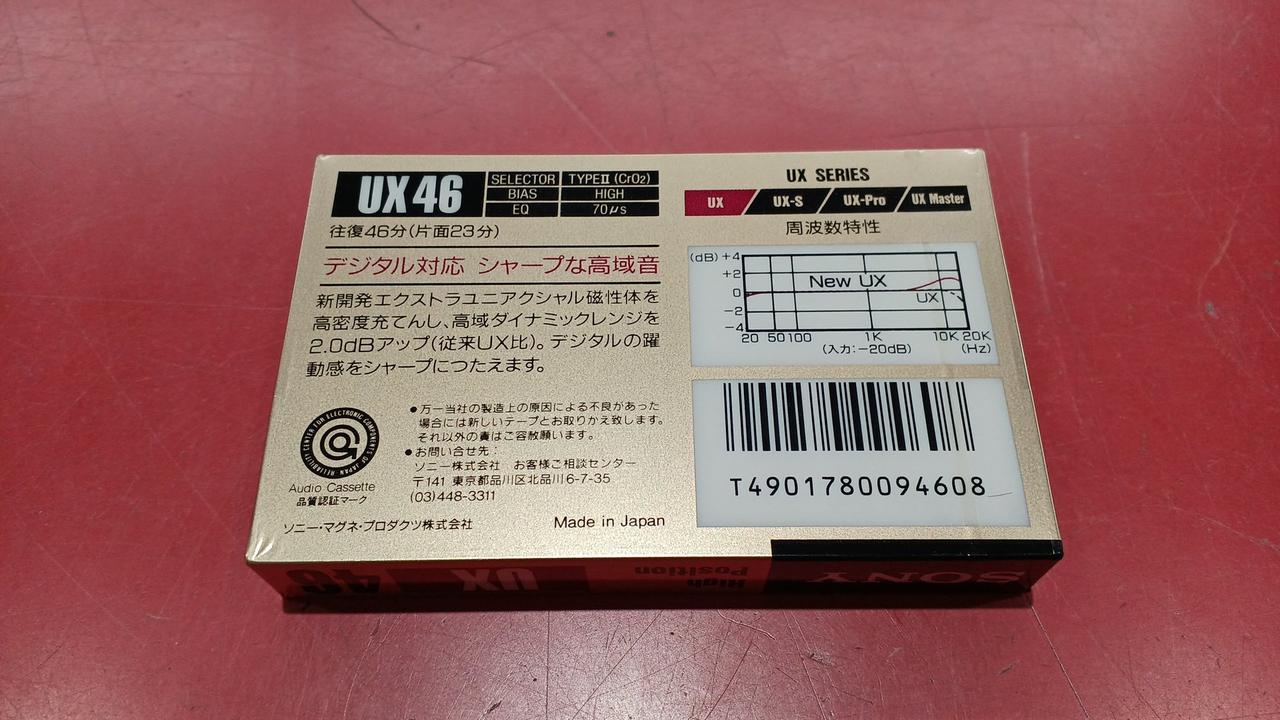 UX46
SELECTOR TYPEⅡ (CrO₂)
BIAS HIGH
EQ 70μs
往復46分(片面23分)
デジタル対応 シャープな高域音
新開発エクストラユニアクシャル磁性体を
高密度充てんし、高域ダイナミックレンジを
2.0dBアップ(従来UX比)。デジタルの躍
動感をシャープにつたえます。
CENTER FOR ELECTRONIC COMPONENTS OF JAPAN RELIABILITY
Audio Cassette
品質認証マーク
●万一当社の製造上の原因による不良があった
場合には新しいテープとお取りかえ致します。
それ以外の責はご容赦願います。
●お問い合せ先:
ソニー株式会社 お客様ご相談センター
〒141 東京都品川区北品川6-7-35
(03)448-3311
ソニー・マグネ・プロダクツ株式会社
Made in Japan
UX SERIES
UX UX-S UX-Pro UX Master
周波数特性
(dB) +4
+2
0
-2
-4
New UX
UX
20 50 100 1K 10K 20K
(入力:-20dB) (Hz)
T4901780094608
SONY
High
Position
UX
46